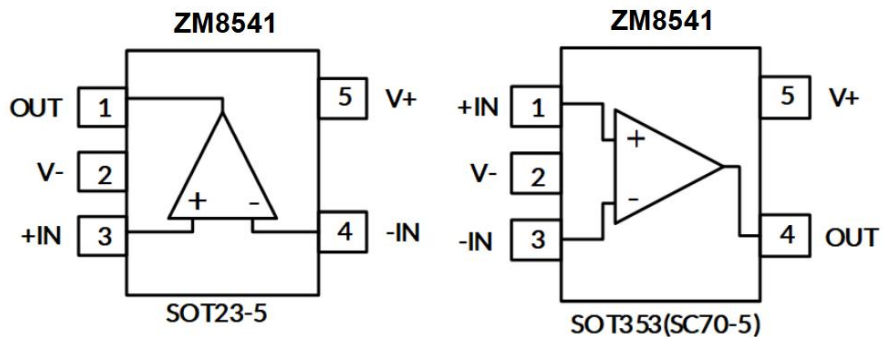 ZM8541
OUT 1
5 V+
V- 2
+ -
+IN 3
4 -IN
SOT23-5
ZM8541
+IN 1
5 V+
+
V- 2
-
-IN 3
4 OUT
SOT353(SC70-5)